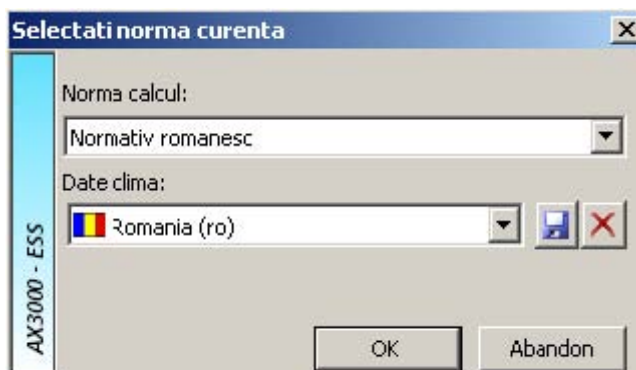 Selectati norma curenta
Norma calcul:
Normativ romanesc
Date clima:
Romania (ro)
AX3000 - ESS
OK
Abandon